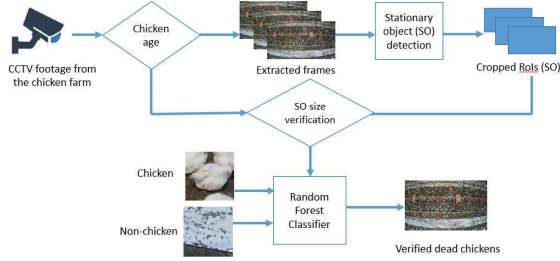 CCTV footage from
the chicken farm
Chicken
age
Extracted frames
Stationary
object (SO)
detection
Cropped RoIs (SO)
SO size
verification
Chicken
Non-chicken
Random
Forest
Classifier
Verified dead chickens